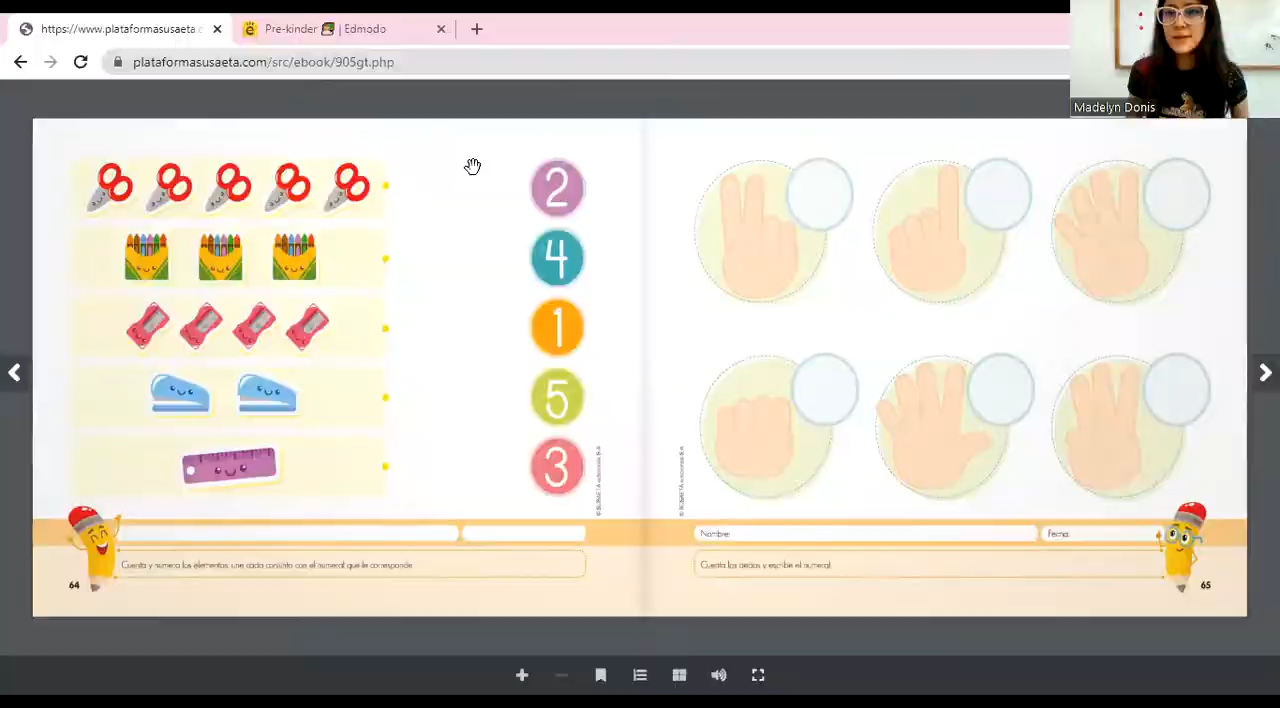 https://www.plataformasusaeta.c
Pre-kinder | Edmodo
plataformasusaeta.com/src/ebook/905gt.php
Madelyn Donis
2
4
1
5
3
Nombre:
Fecha:
Cuenta y numera los elementos, une cada conjunto con el numeral que le corresponde.
Cuenta los dedos y escribe el numeral.
64
65